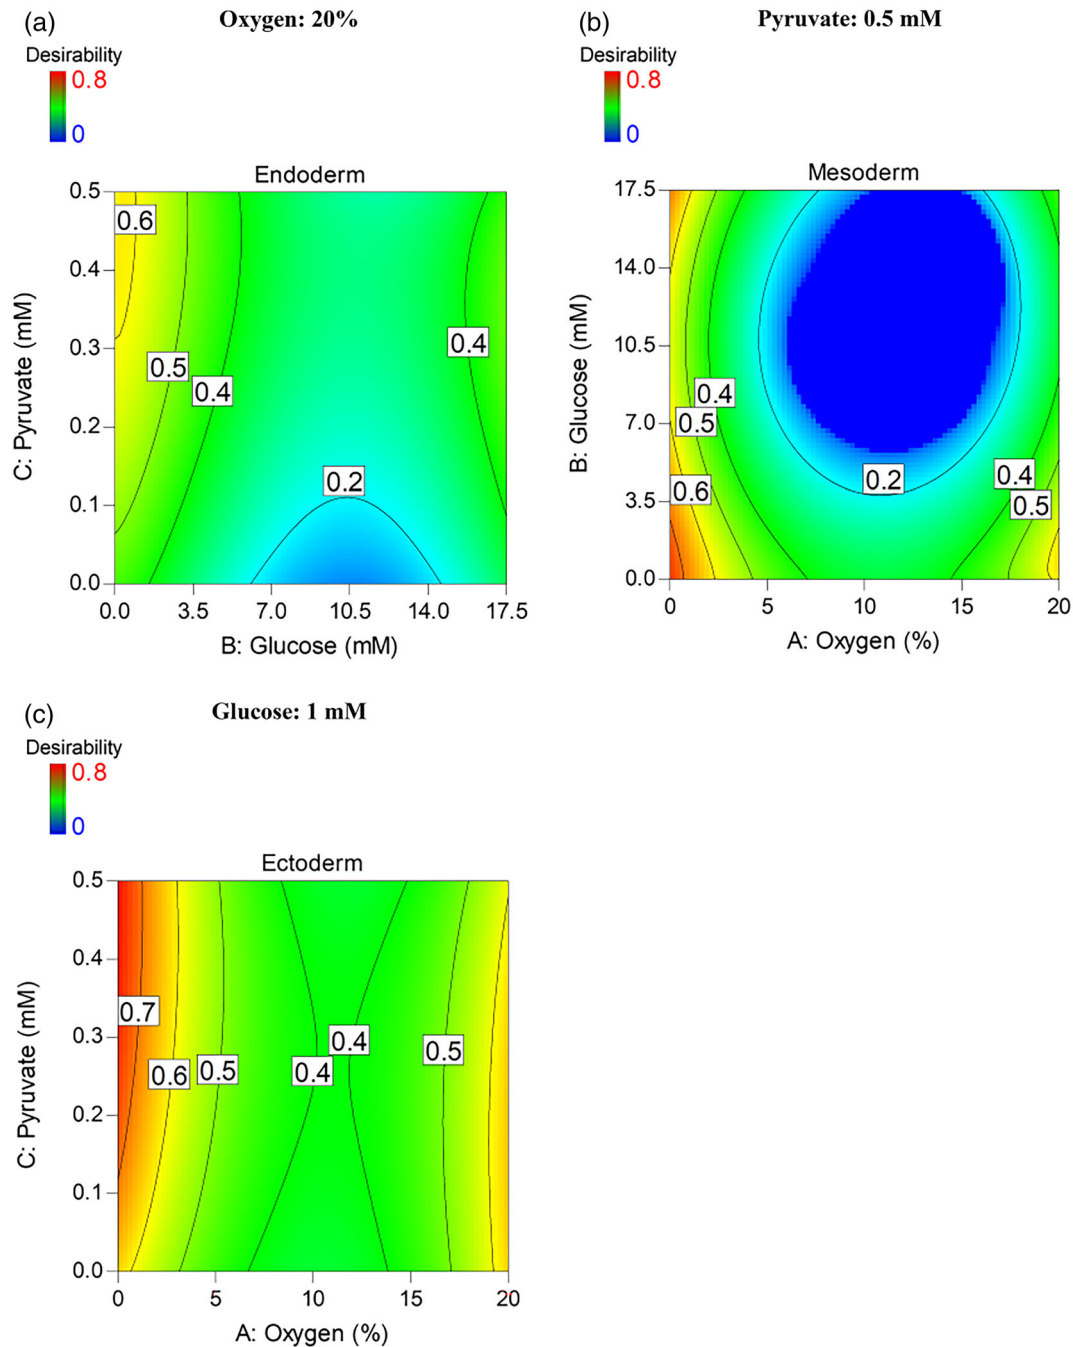 (a) Oxygen: 20%
Desirability
0.8
0
Endoderm
0.5
0.4
0.3
0.2
0.1
0.0
C: Pyruvate (mM)
0.6
0.5
0.4
0.4
0.2
0.0 3.5 7.0 10.5 14.0 17.5
B: Glucose (mM)
(b) Pyruvate: 0.5 mM
Desirability
0.8
0
Mesoderm
17.5
14.0
10.5
7.0
3.5
0.0
B: Glucose (mM)
0.4
0.5
0.6
0.2
0.4
0.5
0 5 10 15 20
A: Oxygen (%)
(c) Glucose: 1 mM
Desirability
0.8
0
Ectoderm
0.5
0.4
0.3
0.2
0.1
0.0
C: Pyruvate (mM)
0.7
0.6
0.5
0.4
0.4
0.5
0 5 10 15 20
A: Oxygen (%)